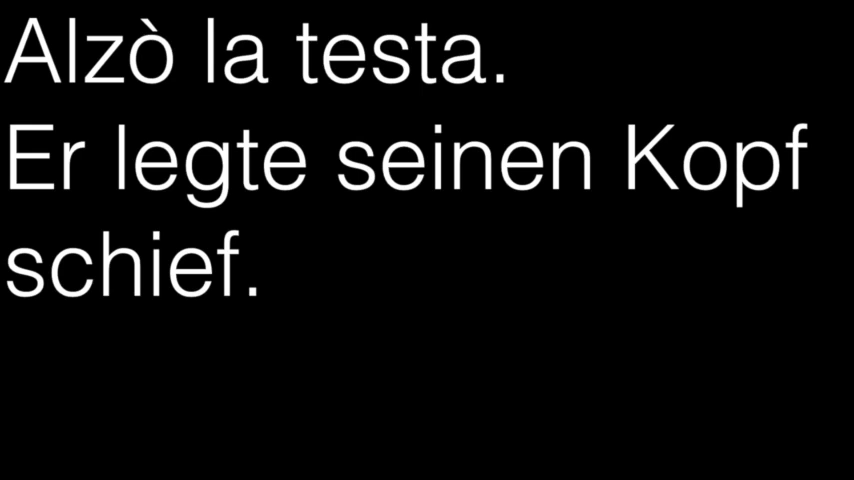 Alzò la testa.
Er legte seinen Kopf
schief.